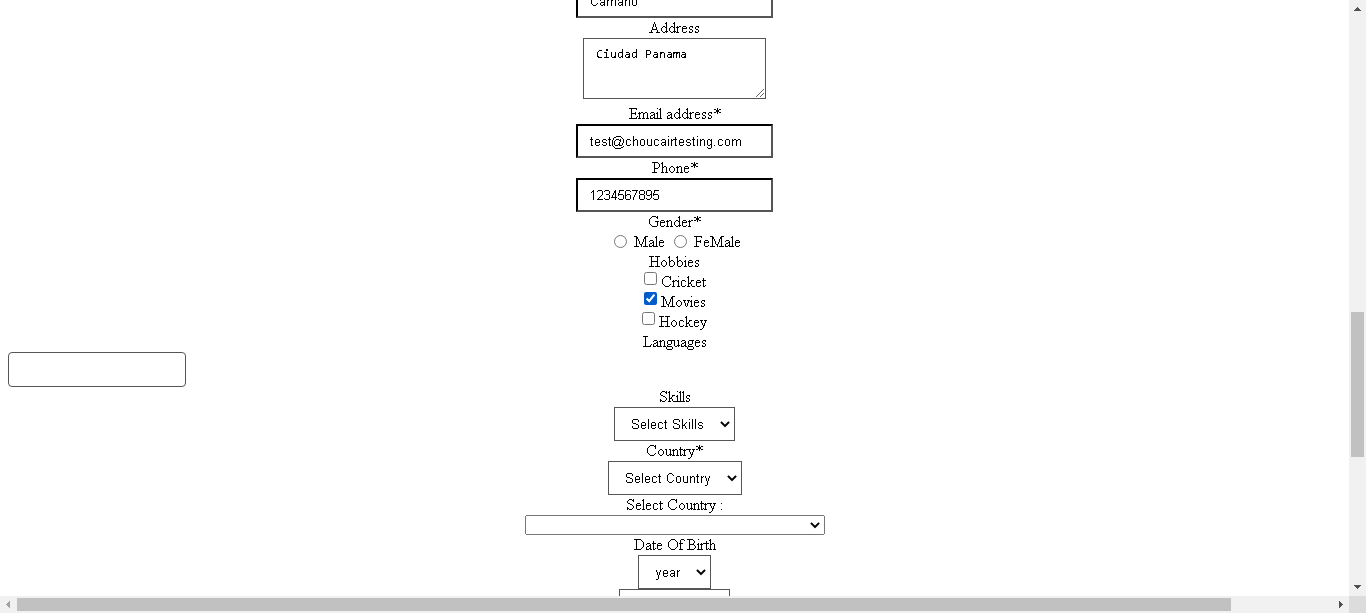 Camano
Address
Ciudad Panama
Email address*
test@choucairtesting.com
Phone*
1234567895
Gender*
Male FeMale
Hobbies
Cricket
Movies
Hockey
Languages
Skills
Select Skills
Country*
Select Country
Select Country :
Date Of Birth
year